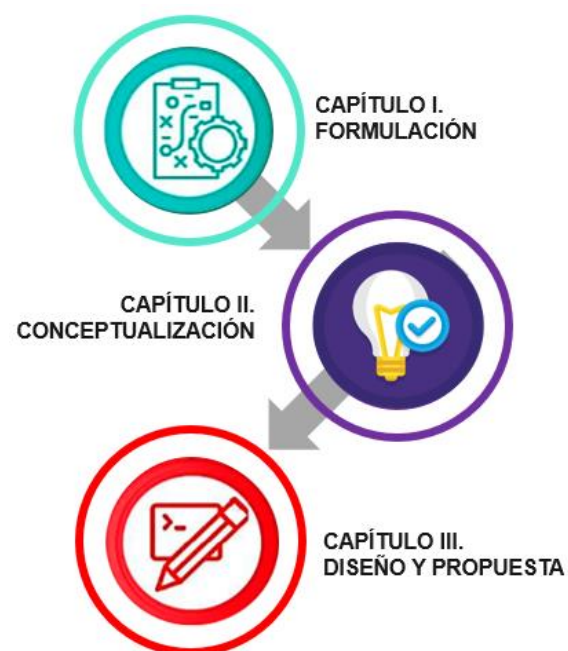 CAPÍTULO I.
FORMULACIÓN
CAPÍTULO II.
CONCEPTUALIZACIÓN
>_
CAPÍTULO III.
DISEÑO Y PROPUESTA